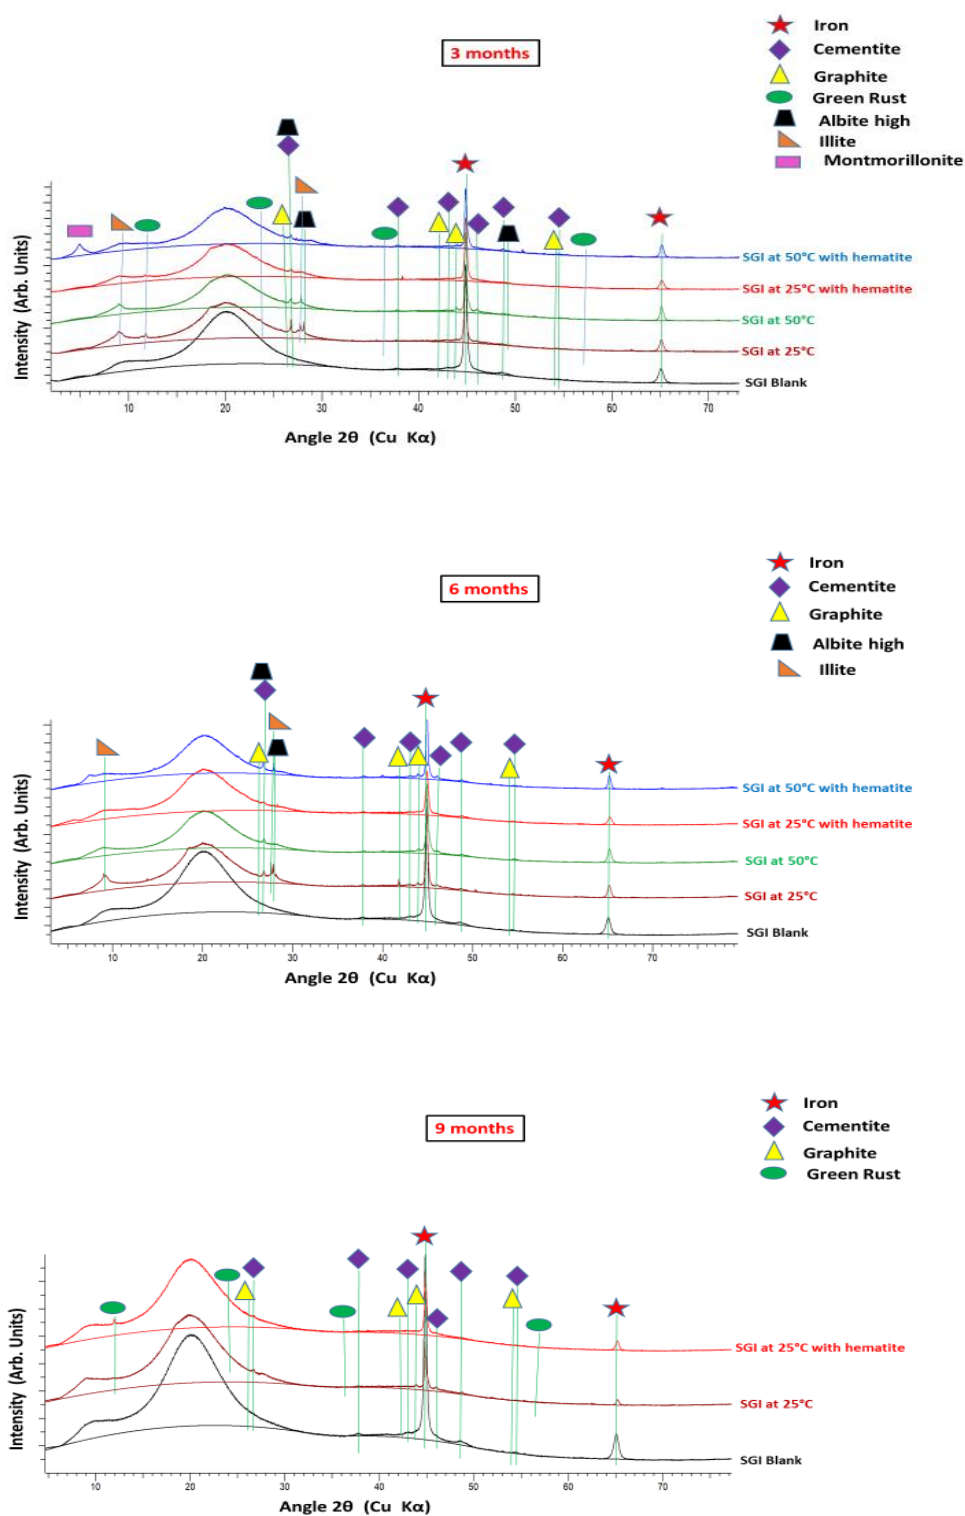 3 months
Iron
Cementite
Graphite
Green Rust
Albite high
Illite
Montmorillonite
Intensity (Arb. Units)
SGI at 50°C with hematite
SGI at 25°C with hematite
SGI at 50°C
SGI at 25°C
SGI Blank
10 20 30 40 50 60 70
Angle 2θ (Cu Kα)
6 months
Iron
Cementite
Graphite
Albite high
Illite
Intensity (Arb. Units)
SGI at 50°C with hematite
SGI at 25°C with hematite
SGI at 50°C
SGI at 25°C
SGI Blank
10 20 30 40 50 60 70
Angle 2θ (Cu Kα)
9 months
Iron
Cementite
Graphite
Green Rust
Intensity (Arb. Units)
SGI at 25°C with hematite
SGI at 25°C
SGI Blank
10 20 30 40 50 60 70
Angle 2θ (Cu Kα)